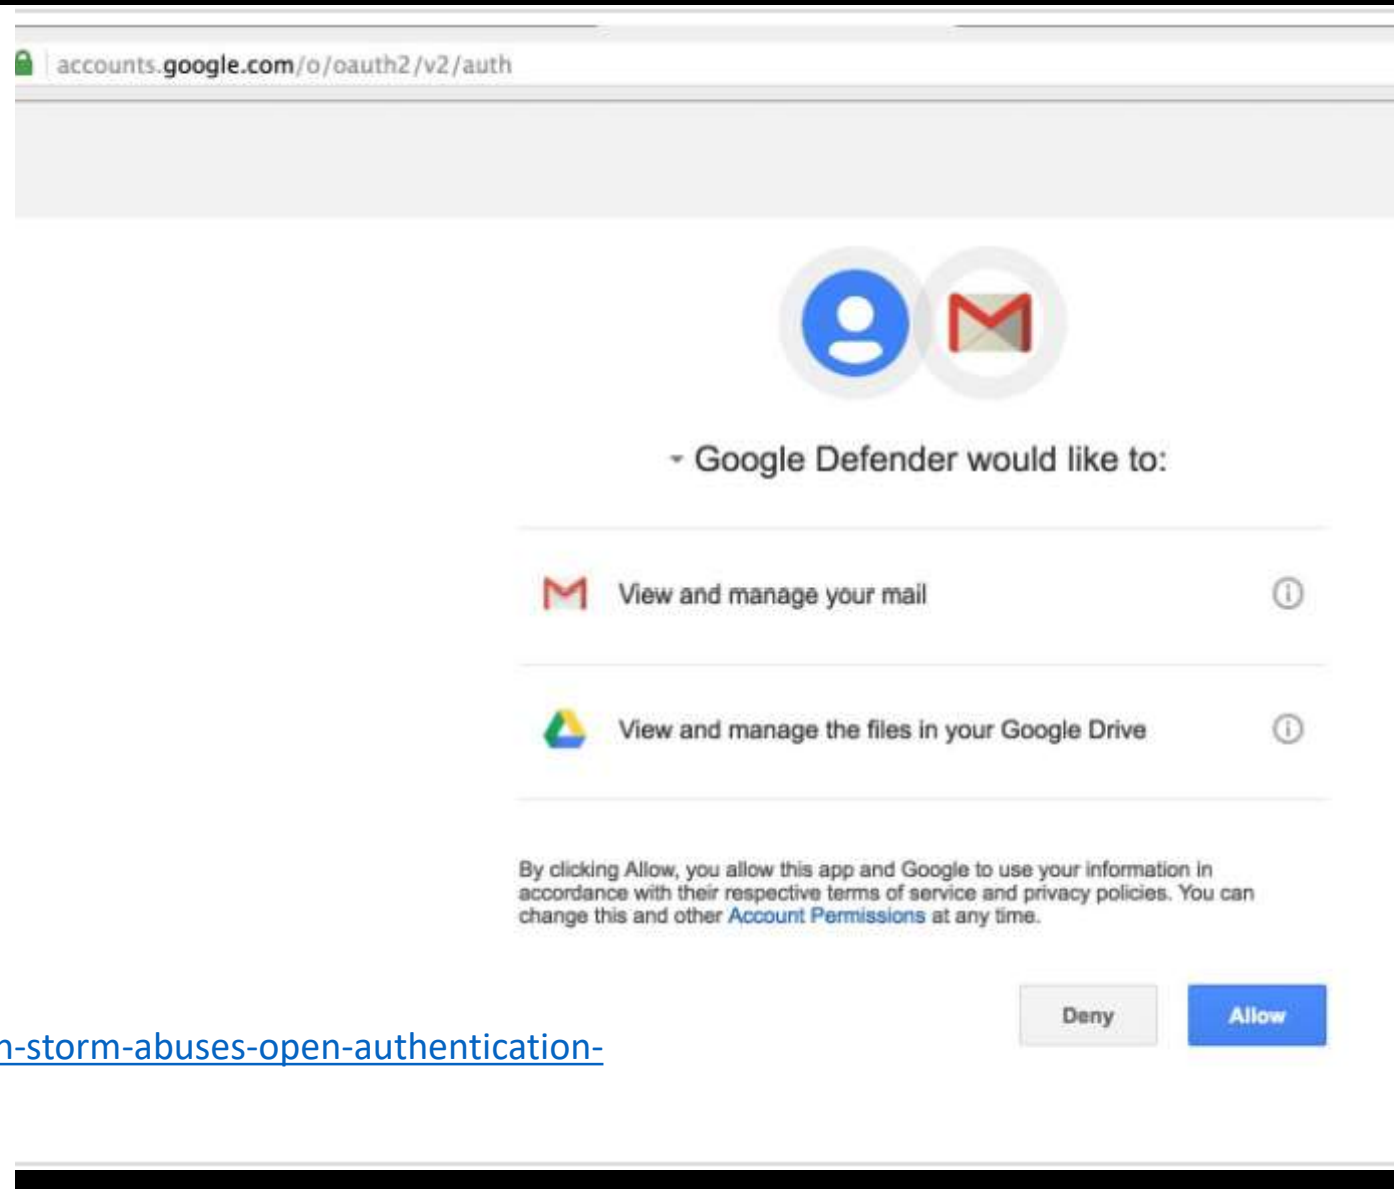 accounts.google.com/o/oauth2/v2/auth
Google Defender would like to:
View and manage your mail
View and manage the files in your Google Drive
By clicking Allow, you allow this app and Google to use your information in
accordance with their respective terms of service and privacy policies. You can
change this and other Account Permissions at any time.
Deny Allow
n-storm-abuses-open-authentication-